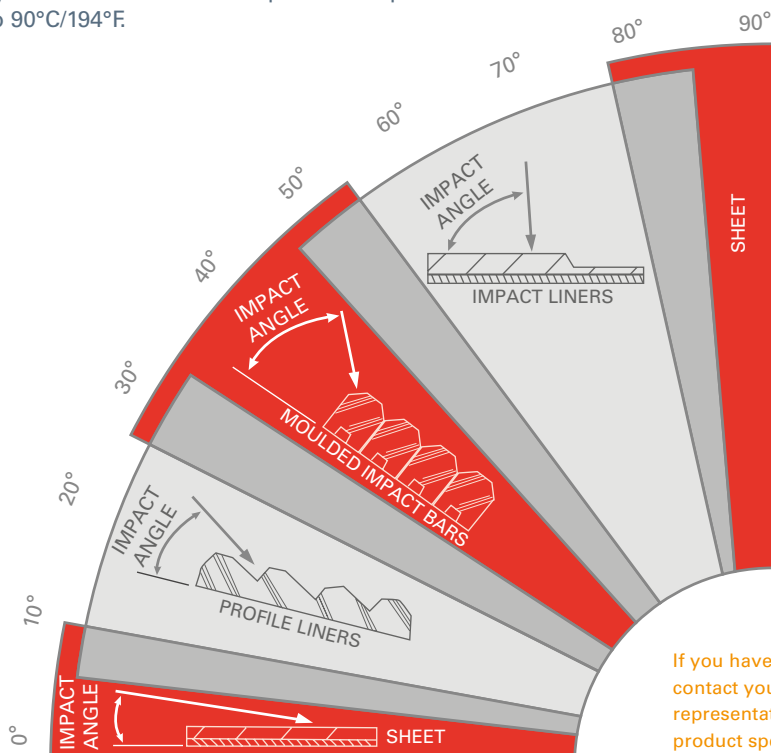 90°C/194°F.
90°
80°
70°
60°
50°
40°
30°
20°
10°
0°
IMPACT
ANGLE
IMPACT LINERS
SHEET
IMPACT
ANGLE
MOULDED IMPACT BARS
IMPACT
ANGLE
PROFILE LINERS
IMPACT
ANGLE
SHEET
If you have
contact you
representat
product spe